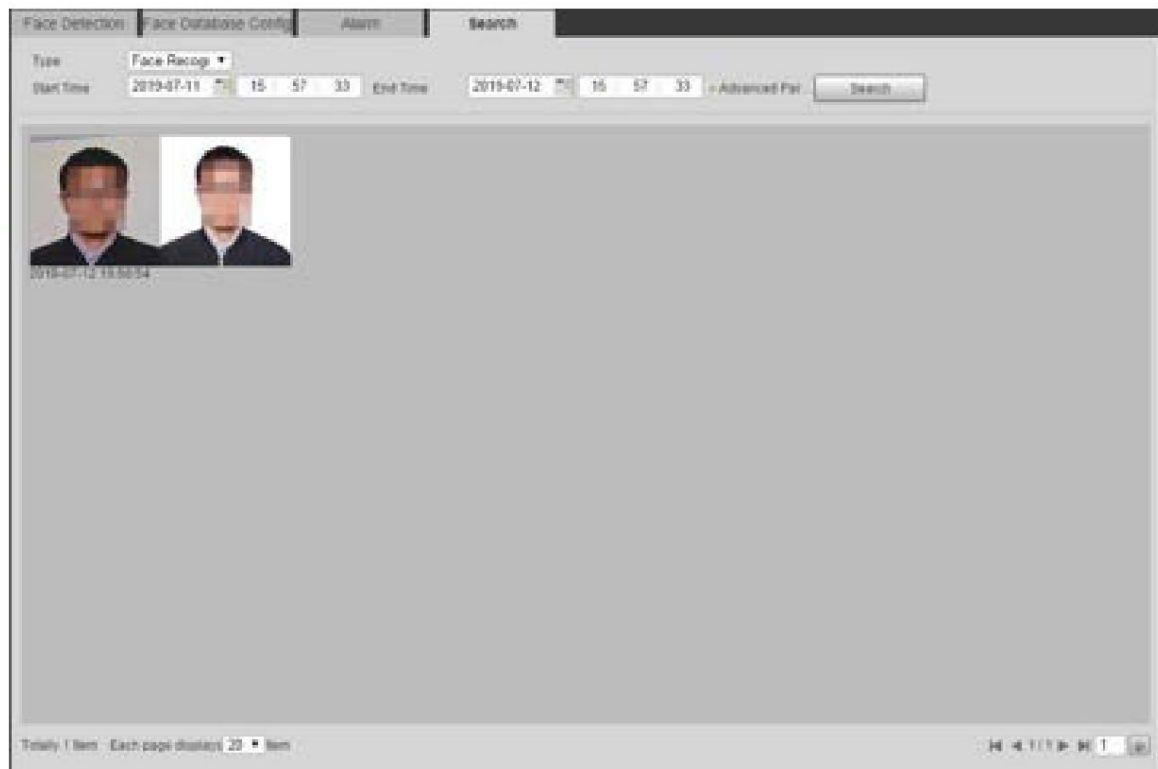 Face Detection Face Database Config Alarm Search
Type Face Recogi
Start Time 2019-07-11 15 57 33 End Time 2019-07-12 15 57 33 Advanced Par Search
2019-07-12
Totally 1 Item Each page displays 20 Item 1 / 1 1